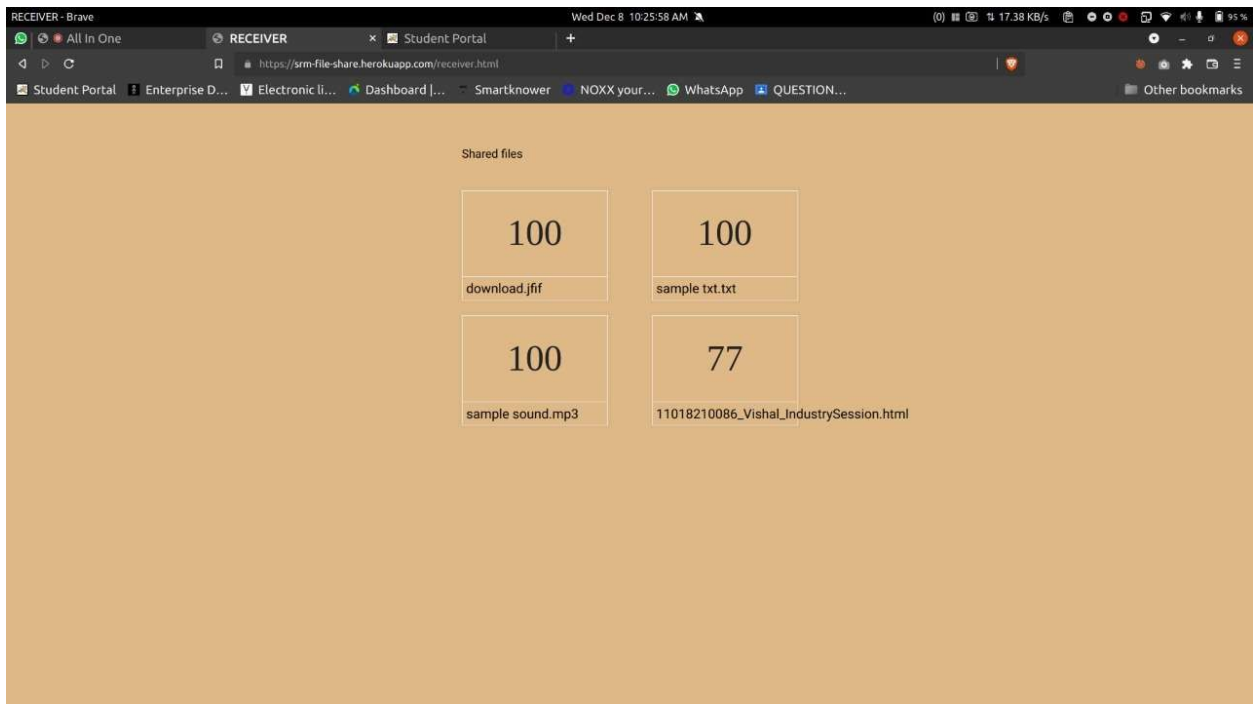 RECEIVER - Brave Wed Dec 8 10:25:58 AM (0) 17.38 KB/s 95 %
All In One RECEIVER × Student Portal +
https://srm-file-share.herokuapp.com/receiver.html
Student Portal Enterprise D... Electronic li... Dashboard |... Smartknower NOXX your... WhatsApp QUESTION... Other bookmarks
Shared files
100 100
download.jfif sample txt.txt
100 77
sample sound.mp3 11018210086_Vishal_IndustrySession.html